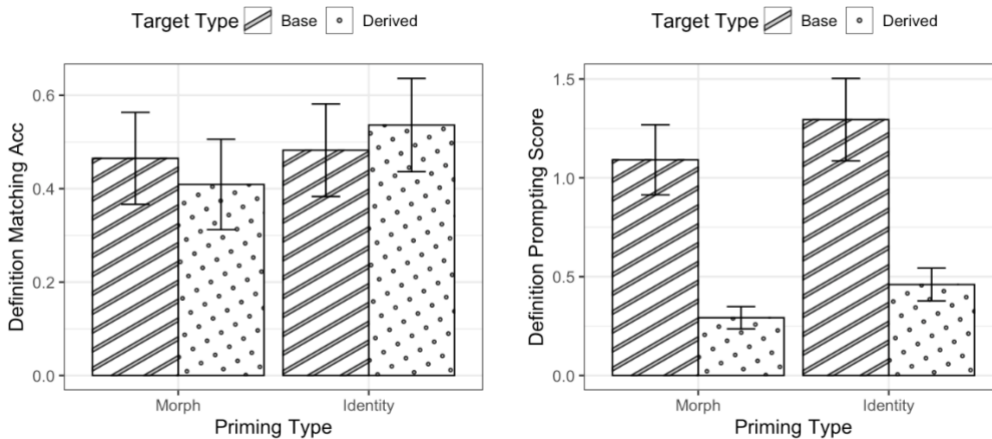 Target Type Base Derived
Definition Matching Acc
0.6
0.4
0.2
0.0
Morph Identity
Priming Type
Target Type Base Derived
Definition Prompting Score
1.5
1.0
0.5
0.0
Morph Identity
Priming Type